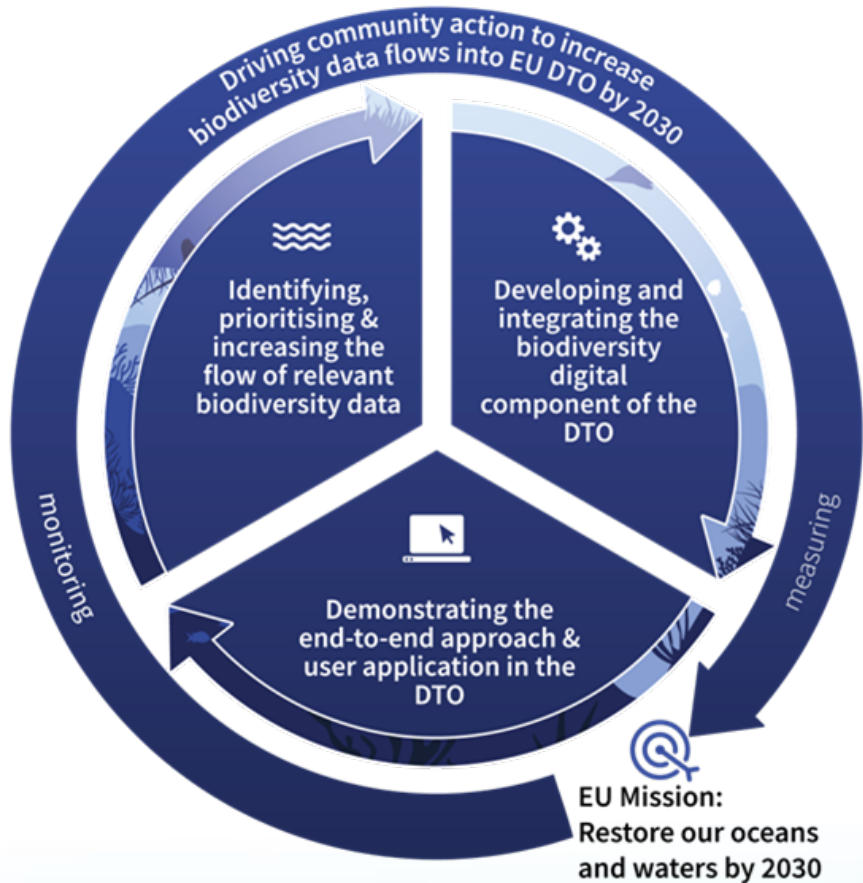 Driving community action to increase
biodiversity data flows into EU DTO by 2030
Identifying,
prioritising &
increasing the
flow of relevant
biodiversity data
Developing and
integrating the
biodiversity
digital
component of the
DTO
monitoring
measuring
Demonstrating the
end-to-end approach &
user application in the
DTO
EU Mission:
Restore our oceans
and waters by 2030